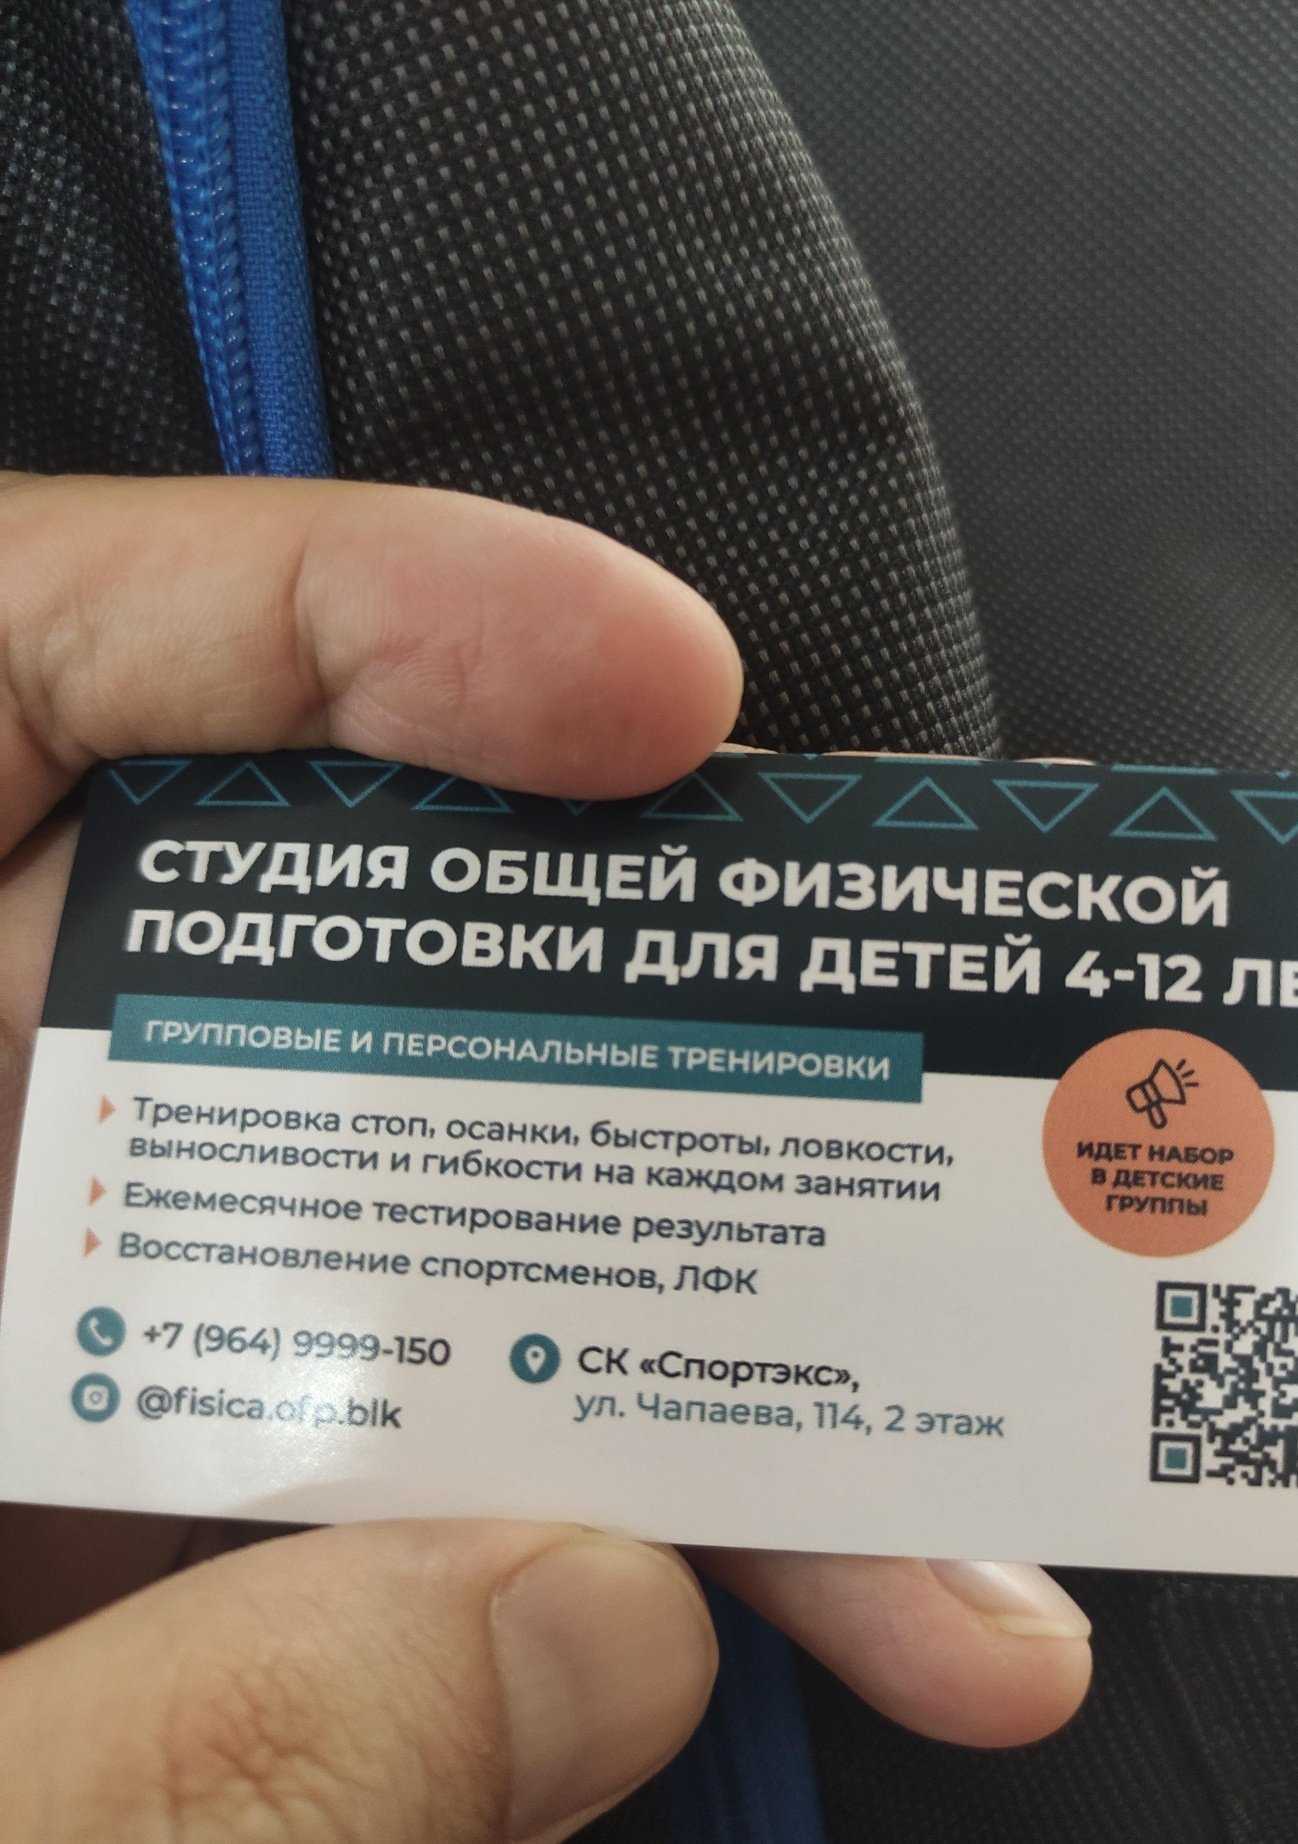 СТУДИЯ ОБЩЕЙ ФИЗИЧЕСКОЙ
ПОДГОТОВКИ ДЛЯ ДЕТЕЙ 4-12 ЛЕ
ГРУППОВЫЕ И ПЕРСОНАЛЬНЫЕ ТРЕНИРОВКИ
Тренировка стоп, осанки, быстроты, ловкости,
выносливости и гибкости на каждом занятии
Ежемесячное тестирование результата
Восстановление спортсменов, ЛФК
ИДЕТ НАБОР
В ДЕТСКИЕ
ГРУППЫ
+7 (964) 9999-150
@fisica.ofp.blk
СК «Спортэкс»,
ул. Чапаева, 114, 2 этаж